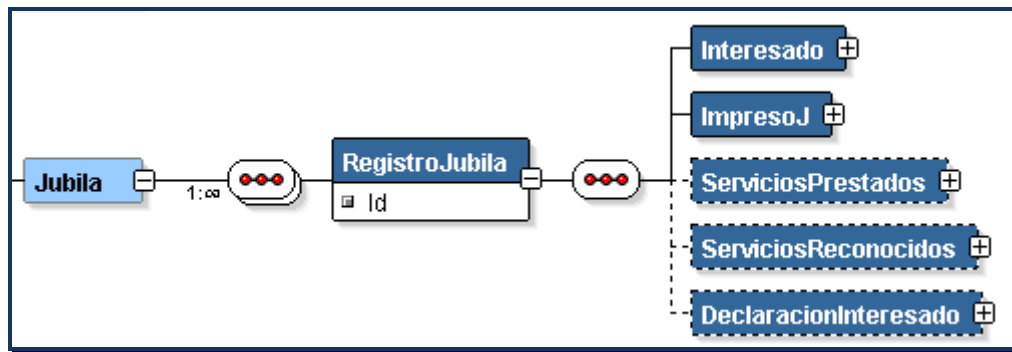 Interesado
ImpresoJ
Jubila
1:∞
RegistroJubila
Id
ServiciosPrestados
ServiciosReconocidos
DeclaracionInteresado